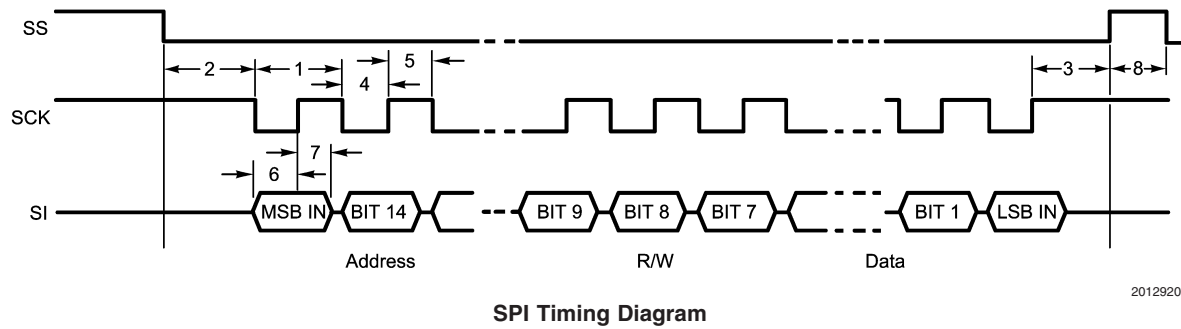 SS
5
2
1
4
3
8
SCK
7
6
SI
MSB IN
BIT 14
BIT 9
BIT 8
BIT 7
BIT 1
LSB IN
Address
R/W
Data
2012920
SPI Timing Diagram